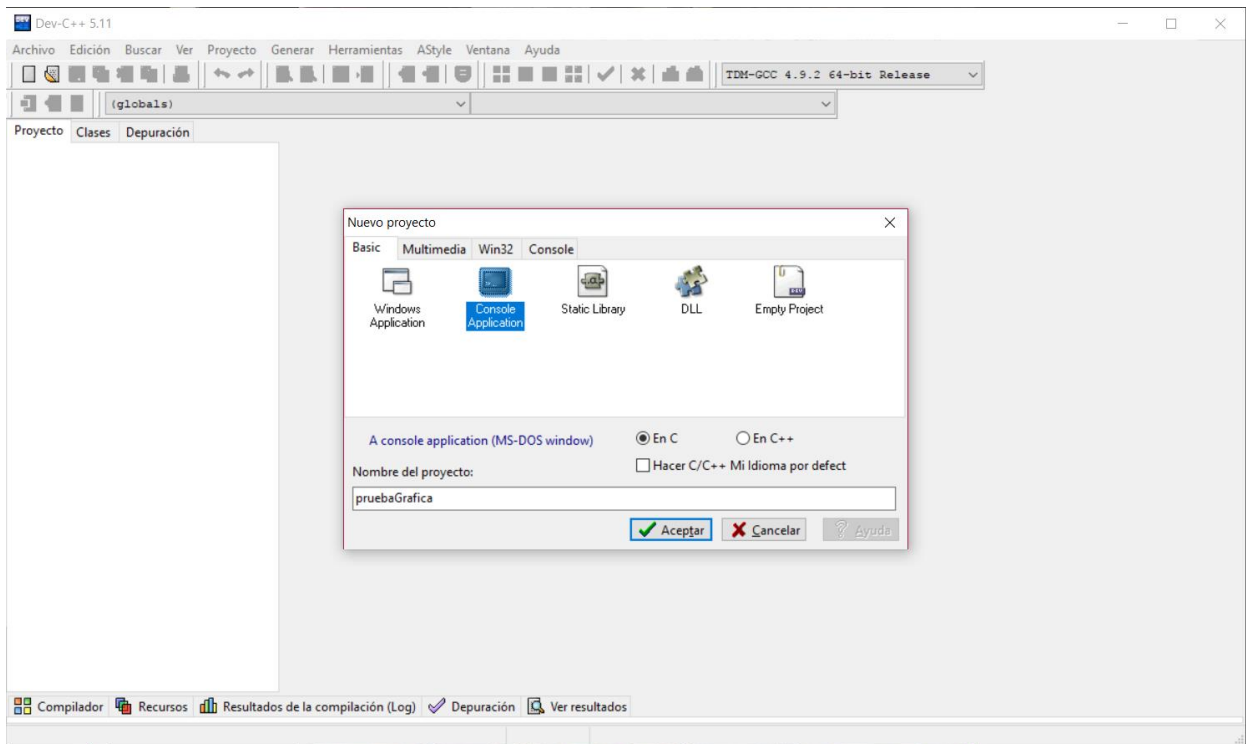 Dev-C++ 5.11
Archivo Edición Buscar Ver Proyecto Generar Herramientas AStyle Ventana Ayuda
TDM-GCC 4.9.2 64-bit Release
(globals)
Proyecto Clases Depuración
Nuevo proyecto
Basic Multimedia Win32 Console
Windows Application
Console Application
Static Library
DLL
Empty Project
A console application (MS-DOS window)
En C
En C++
Hacer C/C++ Mi Idioma por defect
Nombre del proyecto:
pruebaGrafica
Aceptar
Cancelar
Ayuda
Compilador Recursos Resultados de la compilación (Log) Depuración Ver resultados